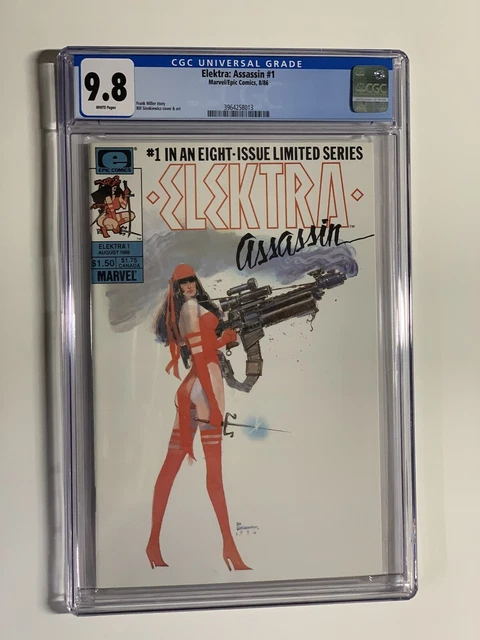 CGC UNIVERSAL GRADE
9.8
WHITE Pages
Elektra: Assassin #1
Marvel/Epic Comics, 8/86
Frank Miller story
Bill Sienkiewicz cover & art
3964258013
CGC
e
EPIC COMICS
#1 IN AN EIGHT-ISSUE LIMITED SERIES
ELEKTRA
Assassin
ELEKTRA 1
AUGUST 1986
$1.50
$1.75
CANADA
MARVEL